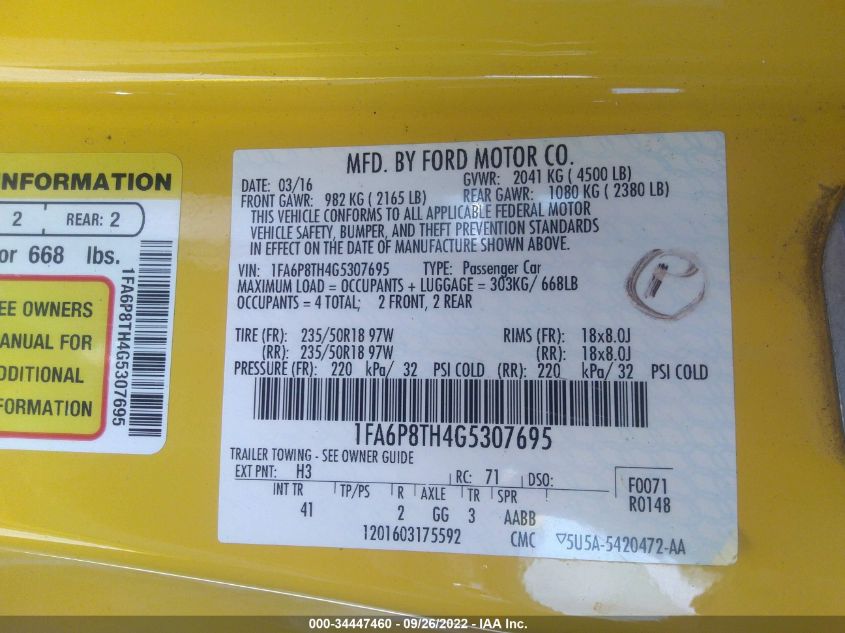 INFORMATION
2 REAR: 2
or 668 lbs.
EE OWNERS
ANUAL FOR
DDITIONAL
FORMATION
1FA6P8TH4G5307695
MFD. BY FORD MOTOR CO.
DATE: 03/16 GVWR: 2041 KG ( 4500 LB)
FRONT GAWR: 982 KG ( 2165 LB) REAR GAWR: 1080 KG ( 2380 LB)
THIS VEHICLE CONFORMS TO ALL APPLICABLE FEDERAL MOTOR
VEHICLE SAFETY, BUMPER, AND THEFT PREVENTION STANDARDS
IN EFFECT ON THE DATE OF MANUFACTURE SHOWN ABOVE.
VIN: 1FA6P8TH4G5307695 TYPE: Passenger Car
MAXIMUM LOAD = OCCUPANTS + LUGGAGE = 303KG/ 668LB
OCCUPANTS = 4 TOTAL; 2 FRONT, 2 REAR
TIRE (FR): 235/50R18 97W RIMS (FR): 18x8.0J
(RR): 235/50R18 97W (RR): 18x8.0J
PRESSURE (FR): 220 kPa/ 32 PSI COLD (RR): 220 kPa/ 32 PSI COLD
1FA6P8TH4G5307695
TRAILER TOWING - SEE OWNER GUIDE
EXT PNT: H3 RC: 71 DSO: F0071
INT TR TP/PS R AXLE TR SPR R0148
41 2 GG 3 AABB
1201603175592 CMC ▽5U5A-5420472-AA
000-34447460 - 09/26/2022 - IAA Inc.